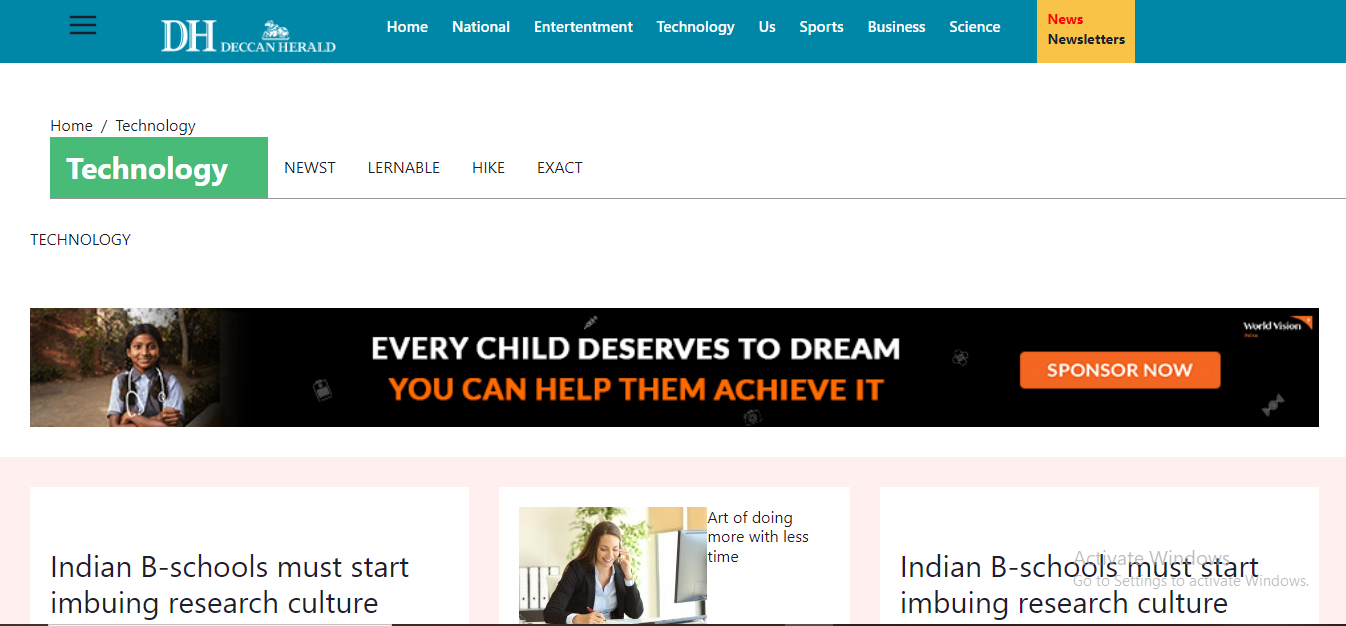 DH DECCAN HERALD
Home National Entertentment Technology Us Sports Business Science
News
Newsletters
Home / Technology
Technology NEWST LERNABLE HIKE EXACT
TECHNOLOGY
World Vision
EVERY CHILD DESERVES TO DREAM
YOU CAN HELP THEM ACHIEVE IT
SPONSOR NOW
Indian B-schools must start
imbuing research culture
Art of doing
more with less
time
Indian B-schools must start
imbuing research culture
Activate Windows
Go to Settings to activate Windows.